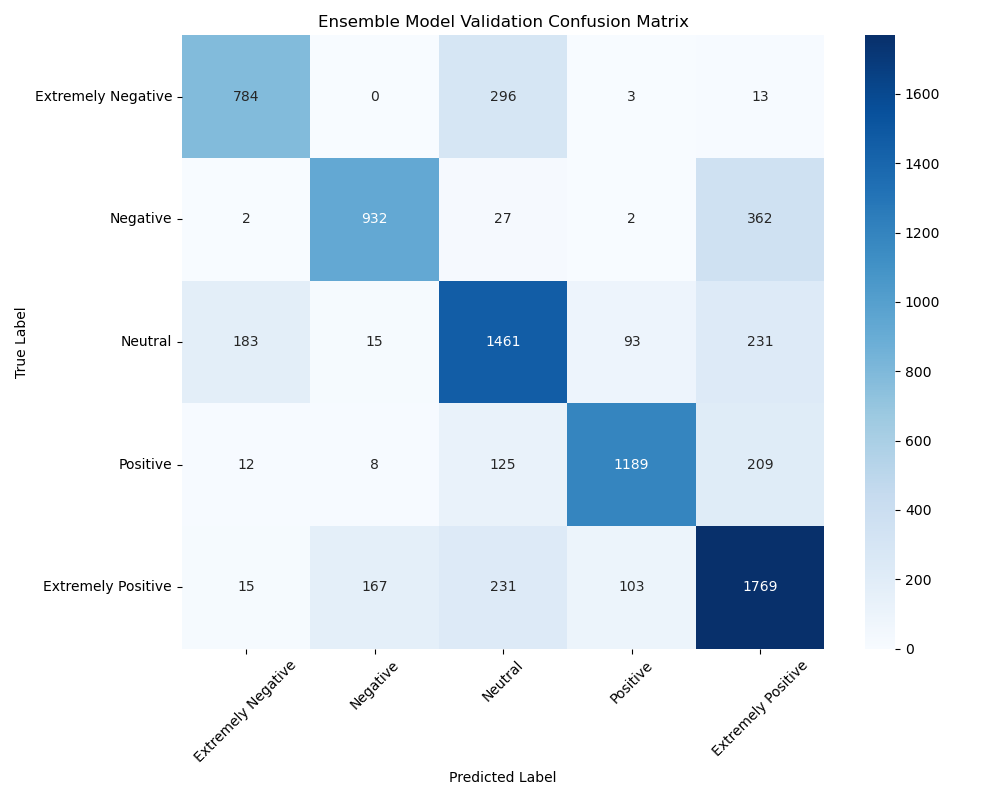 Ensemble Model Validation Confusion Matrix
True Label
Extremely Negative 784 0 296 3 13
Negative 2 932 27 2 362
Neutral 183 15 1461 93 231
Positive 12 8 125 1189 209
Extremely Positive 15 167 231 103 1769
Extremely Negative Negative Neutral Positive Extremely Positive
Predicted Label
1600
1400
1200
1000
800
600
400
200
0